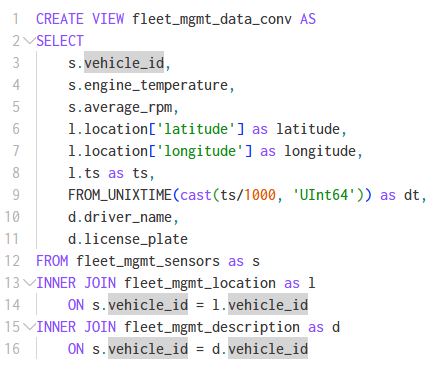 1 CREATE VIEW fleet_mgmt_data_conv AS
2 SELECT
3     s.vehicle_id,
4     s.engine_temperature,
5     s.average_rpm,
6     l.location['latitude'] as latitude,
7     l.location['longitude'] as longitude,
8     l.ts as ts,
9     FROM_UNIXTIME(cast(ts/1000, 'UInt64')) as dt,
10     d.driver_name,
11     d.license_plate
12 FROM fleet_mgmt_sensors as s
13 INNER JOIN fleet_mgmt_location as l
14     ON s.vehicle_id = l.vehicle_id
15 INNER JOIN fleet_mgmt_description as d
16     ON s.vehicle_id = d.vehicle_id